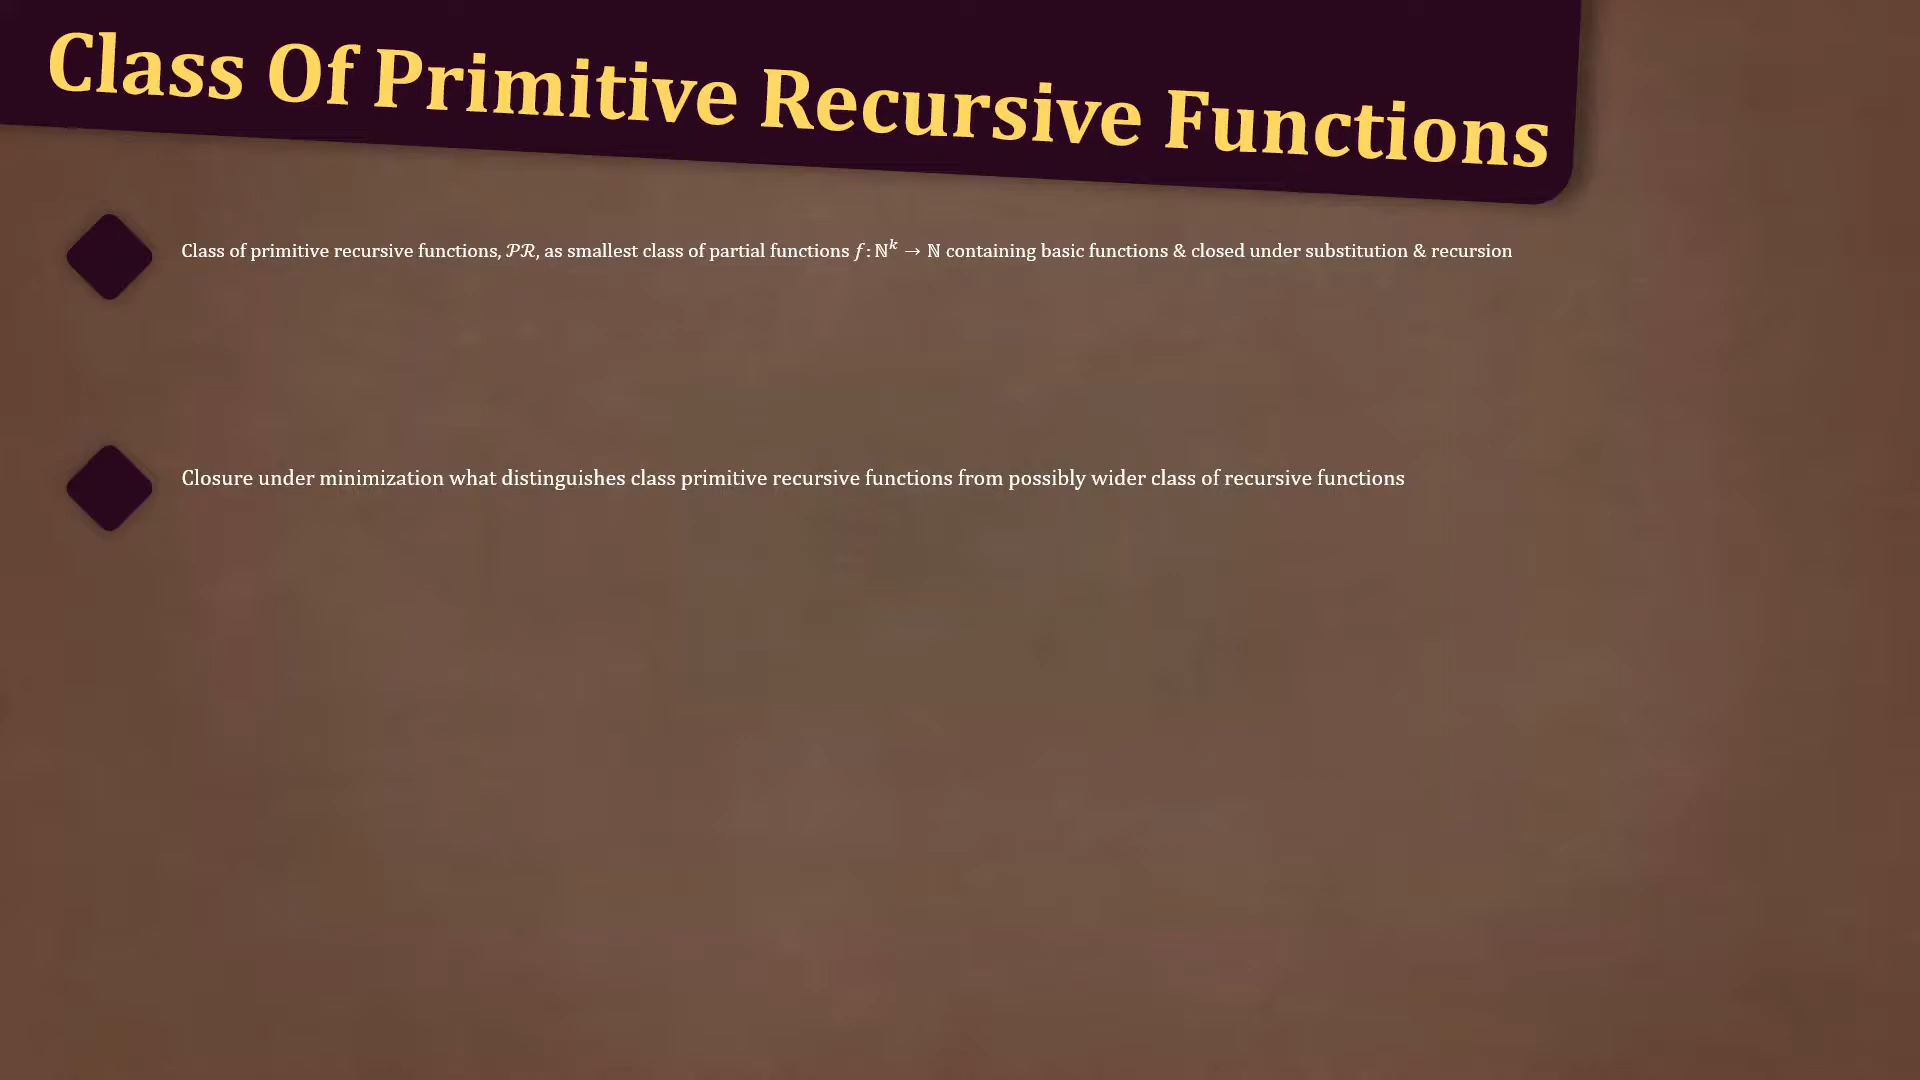 Class Of Primitive Recursive Functions
Class of primitive recursive functions, 𝒫ℛ, as smallest class of partial functions 𝑓: ℕᵏ → ℕ containing basic functions & closed under substitution & recursion
Closure under minimization what distinguishes class primitive recursive functions from possibly wider class of recursive functions